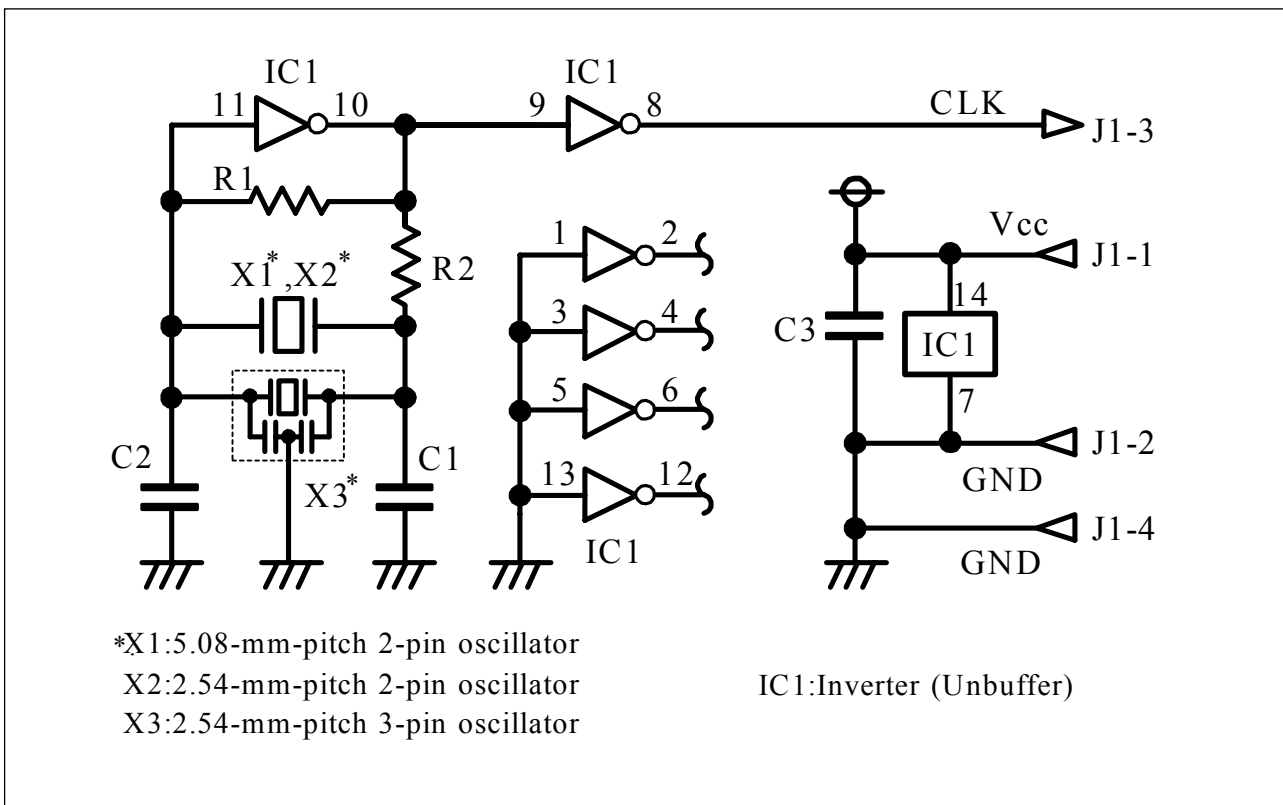 IC1
IC1
11
10
9
8
CLK
J1-3
R1
1
2
Vcc
J1-1
X1*,X2*
R2
3
4
C3
14
IC1
5
6
7
C2
C1
J1-2
X3*
13
12
GND
IC1
J1-4
GND
*X1:5.08-mm-pitch 2-pin oscillator
X2:2.54-mm-pitch 2-pin oscillator
IC1:Inverter (Unbuffer)
X3:2.54-mm-pitch 3-pin oscillator